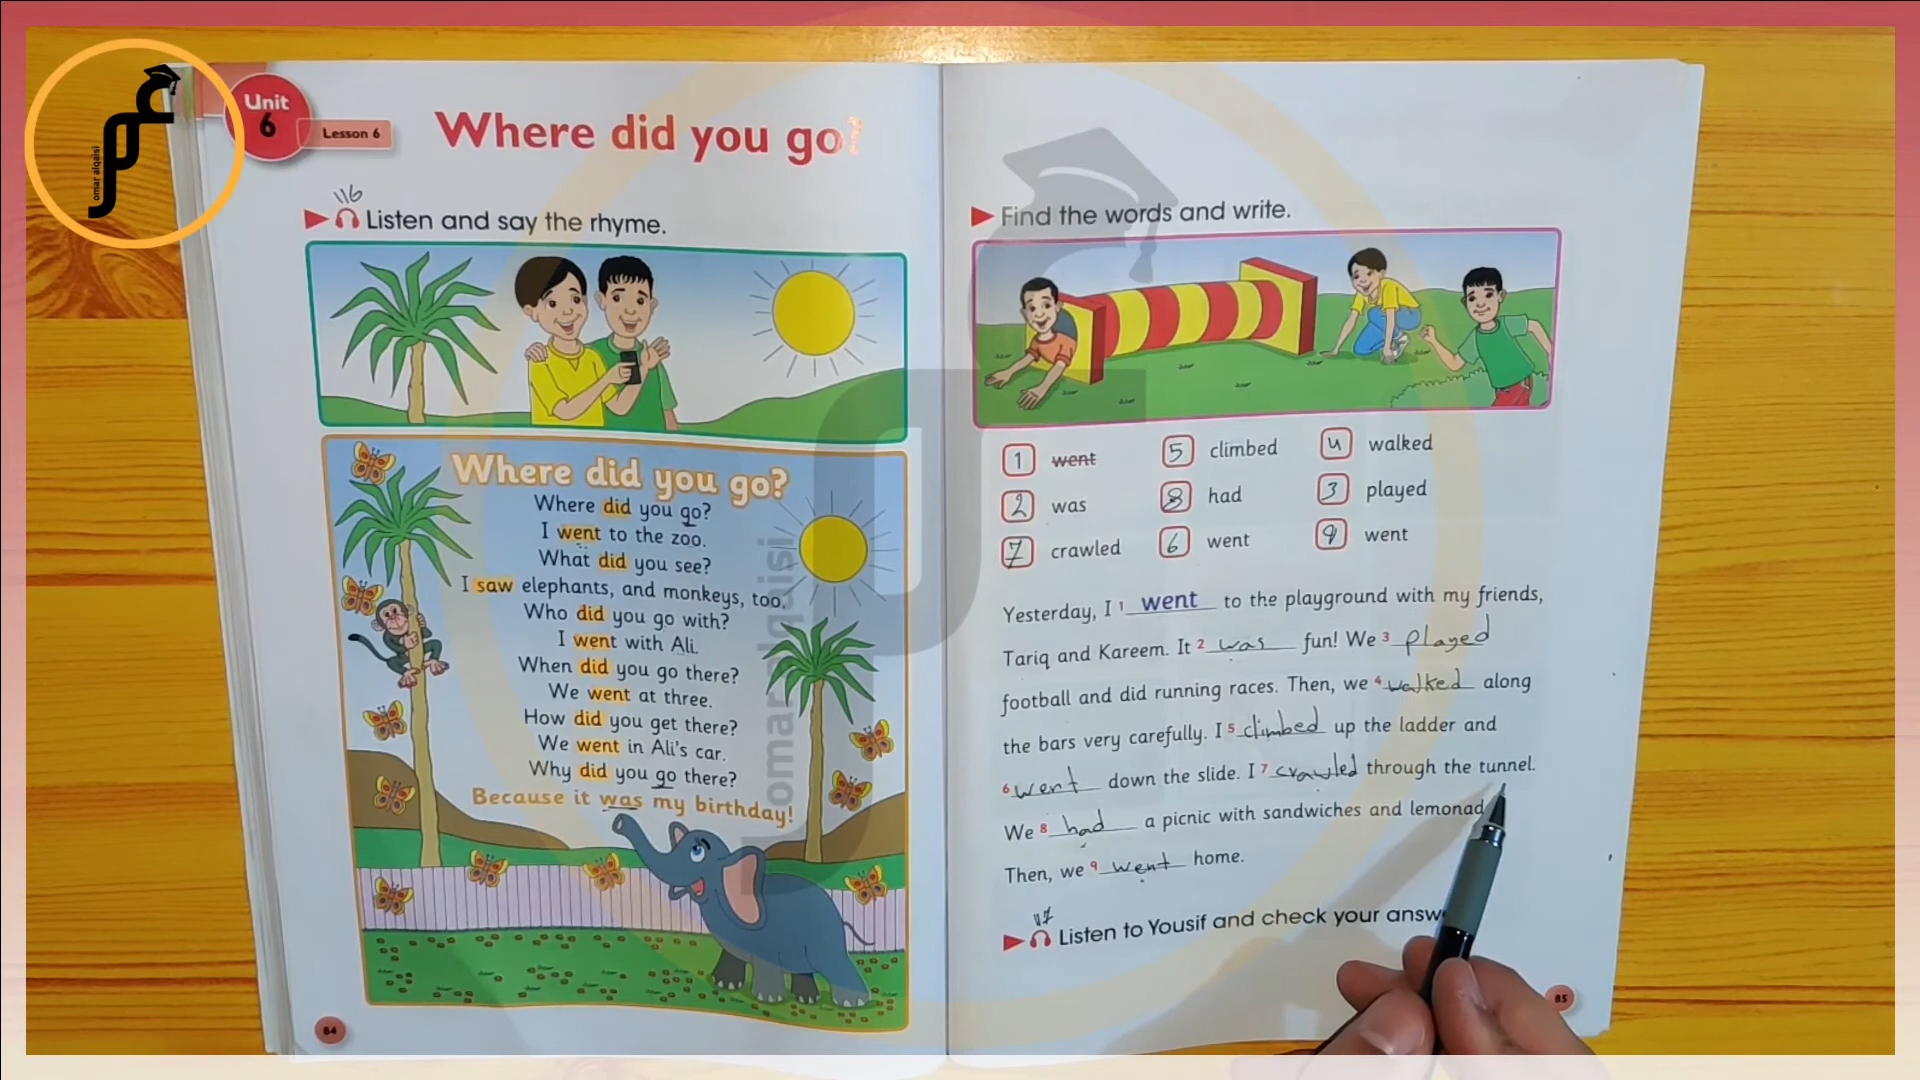 عمر
omar alqaisi
Unit
6
Lesson 6
Where did you go?
116
Listen and say the rhyme.
Where did you go?
Where did you go?
I went to the zoo.
What did you see?
I saw elephants, and monkeys, too.
Who did you go with?
I went with Ali.
When did you go there?
We went at three.
How did you get there?
We went in Ali's car.
Why did you go there?
Because it was my birthday!
84
omar alqaisi
Find the words and write.
1 went 5 climbed 4 walked
2 was 8 had 3 played
7 crawled 6 went 9 went
Yesterday, I 1 went to the playground with my friends,
Tariq and Kareem. It 2 was fun! We 3 played
football and did running races. Then, we 4 walked along
the bars very carefully. I 5 climbed up the ladder and
6 went down the slide. I 7 crawled through the tunnel.
We 8 had a picnic with sandwiches and lemonad
Then, we 9 went home.
117
Listen to Yousif and check your answ
85